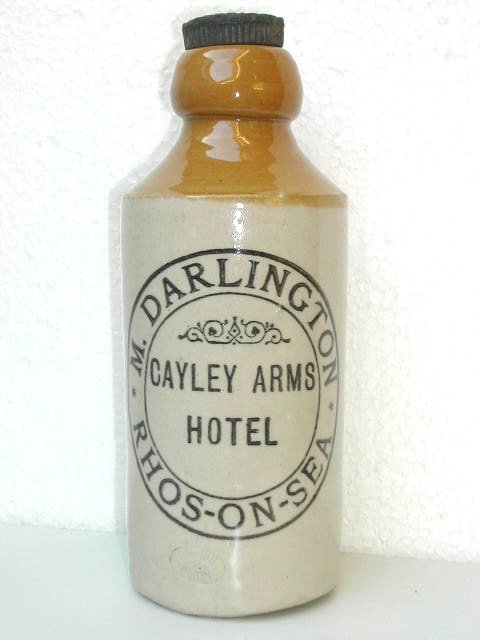 M. DARLINGTON
CAYLEY ARMS
HOTEL
RHOS-ON-SEA